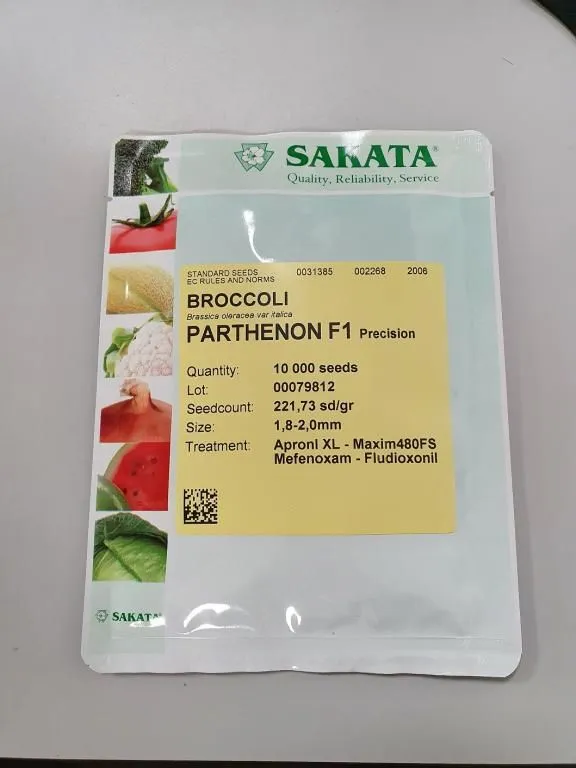 SAKATA®
Quality, Reliability, Service
STANDARD SEEDS 0031385 002268 2006
EC RULES AND NORMS
BROCCOLI
Brassica oleracea var italica
PARTHENON F1 Precision
Quantity: 10 000 seeds
Lot: 00079812
Seedcount: 221,73 sd/gr
Size: 1,8-2,0mm
Treatment: Apronl XL - Maxim480FS
Mefenoxam - Fludioxonil
SAKATA